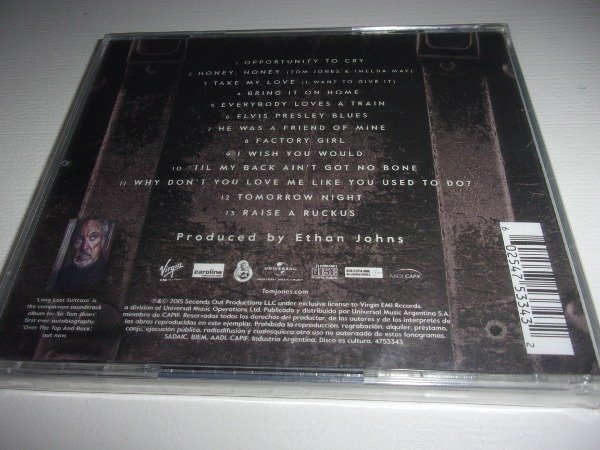 1 OPPORTUNITY TO CRY
2 HONEY, HONEY (TOM JONES & IMELDA MAY)
3 TAKE MY LOVE (I WANT TO GIVE IT)
4 BRING IT ON HOME
5 EVERYBODY LOVES A TRAIN
6 ELVIS PRESLEY BLUES
7 HE WAS A FRIEND OF MINE
8 FACTORY GIRL
9 I WISH YOU WOULD
10 'TIL MY BACK AIN'T GOT NO BONE
11 WHY DON'T YOU LOVE ME LIKE YOU USED TO DO?
12 TOMORROW NIGHT
13 RAISE A RUCKUS
Produced by Ethan Johns
Virgin caroline UNIVERSAL AADI CAPIF
TomJones.com
℗&© 2015 Seconds Out Productions LLC under exclusive license to Virgin EMI Records,
a division of Universal Music Operations Ltd. Publicado y distribuido por Universal Music Argentina S.A.
miembro de CAPIF. Reservados todos los derechos del productor, de los autores y de los intérpretes de
las obras reproducidas en este ejemplar. Prohibida la reproducción, regrabación, alquiler, préstamo,
canje, ejecución pública, radiodifusión y cualesquiera otro uso no autorizado de estos fonogramas.
SADAIC. BIEM. AADI. CAPIF. Industria Argentina. Disco es cultura. 4753343
'Long Lost Suitcase' is
the companion soundtrack
album for Sir Tom Jones'
first ever autobiography,
'Over The Top And Back',
out now.
6 02547 53343 2